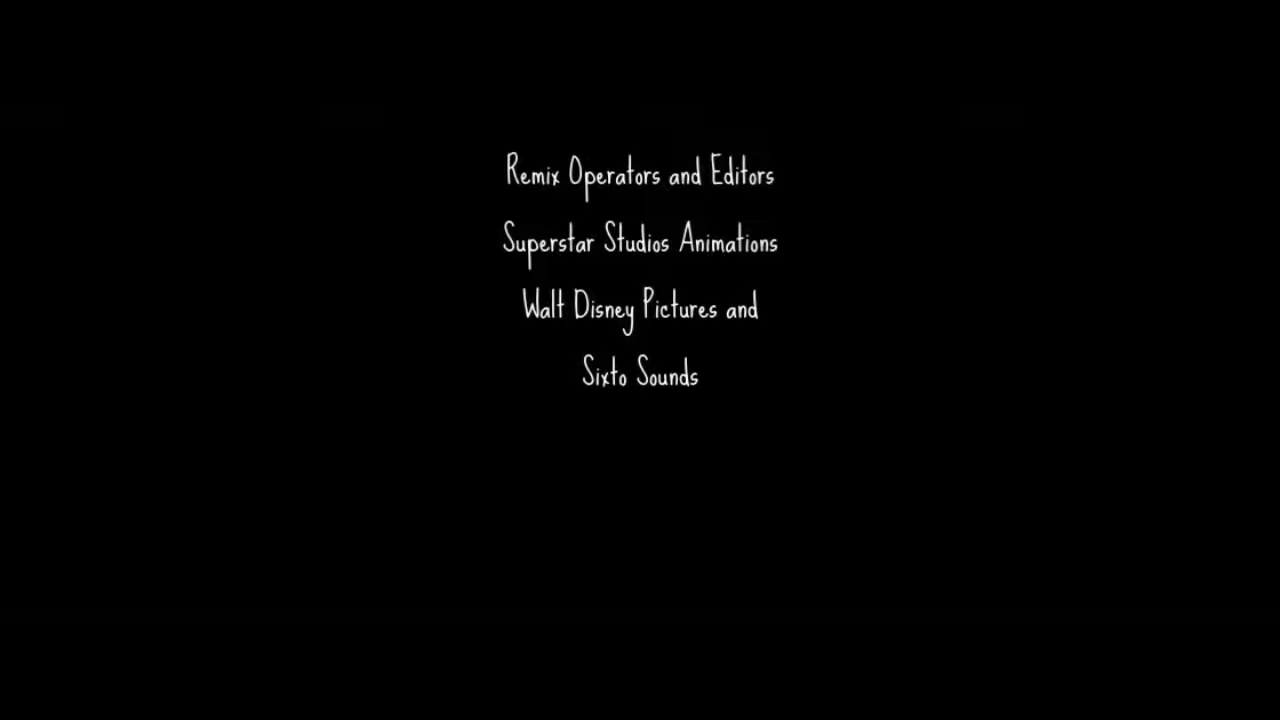 Remix Operators and Editors
Superstar Studios Animations
Walt Disney Pictures and
Sixto Sounds